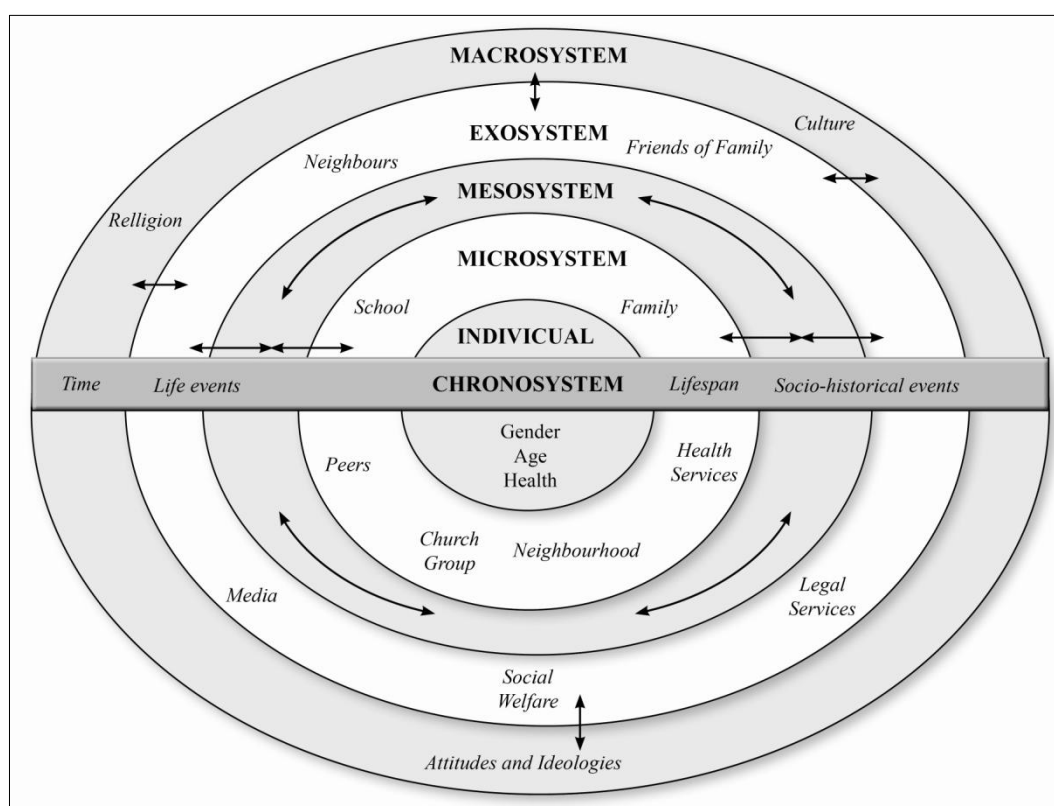 MACROSYSTEM
Culture
EXOSYSTEM
Neighbours
Friends of Family
MESOSYSTEM
Relligion
MICROSYSTEM
School
Family
INDIVICUAL
Time
Life events
CHRONOSYSTEM
Lifespan
Socio-historical events
Gender
Age
Health
Peers
Health
Services
Church
Group
Neighbourhood
Media
Legal
Services
Social
Welfare
Attitudes and Ideologies